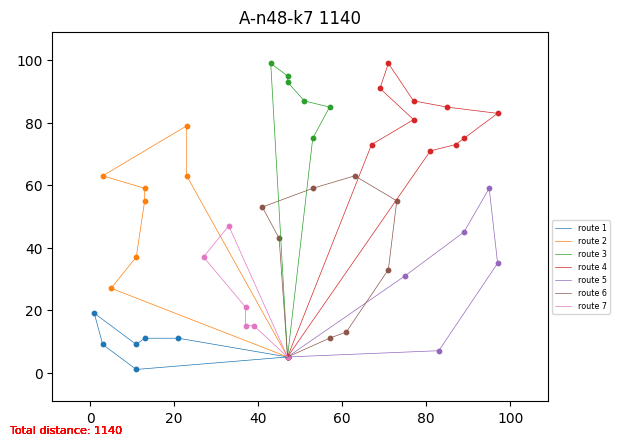 A-n48-k7 1140
100
80
60
40
20
0
0 20 40 60 80 100
route 1
route 2
route 3
route 4
route 5
route 6
route 7
Total distance: 1140